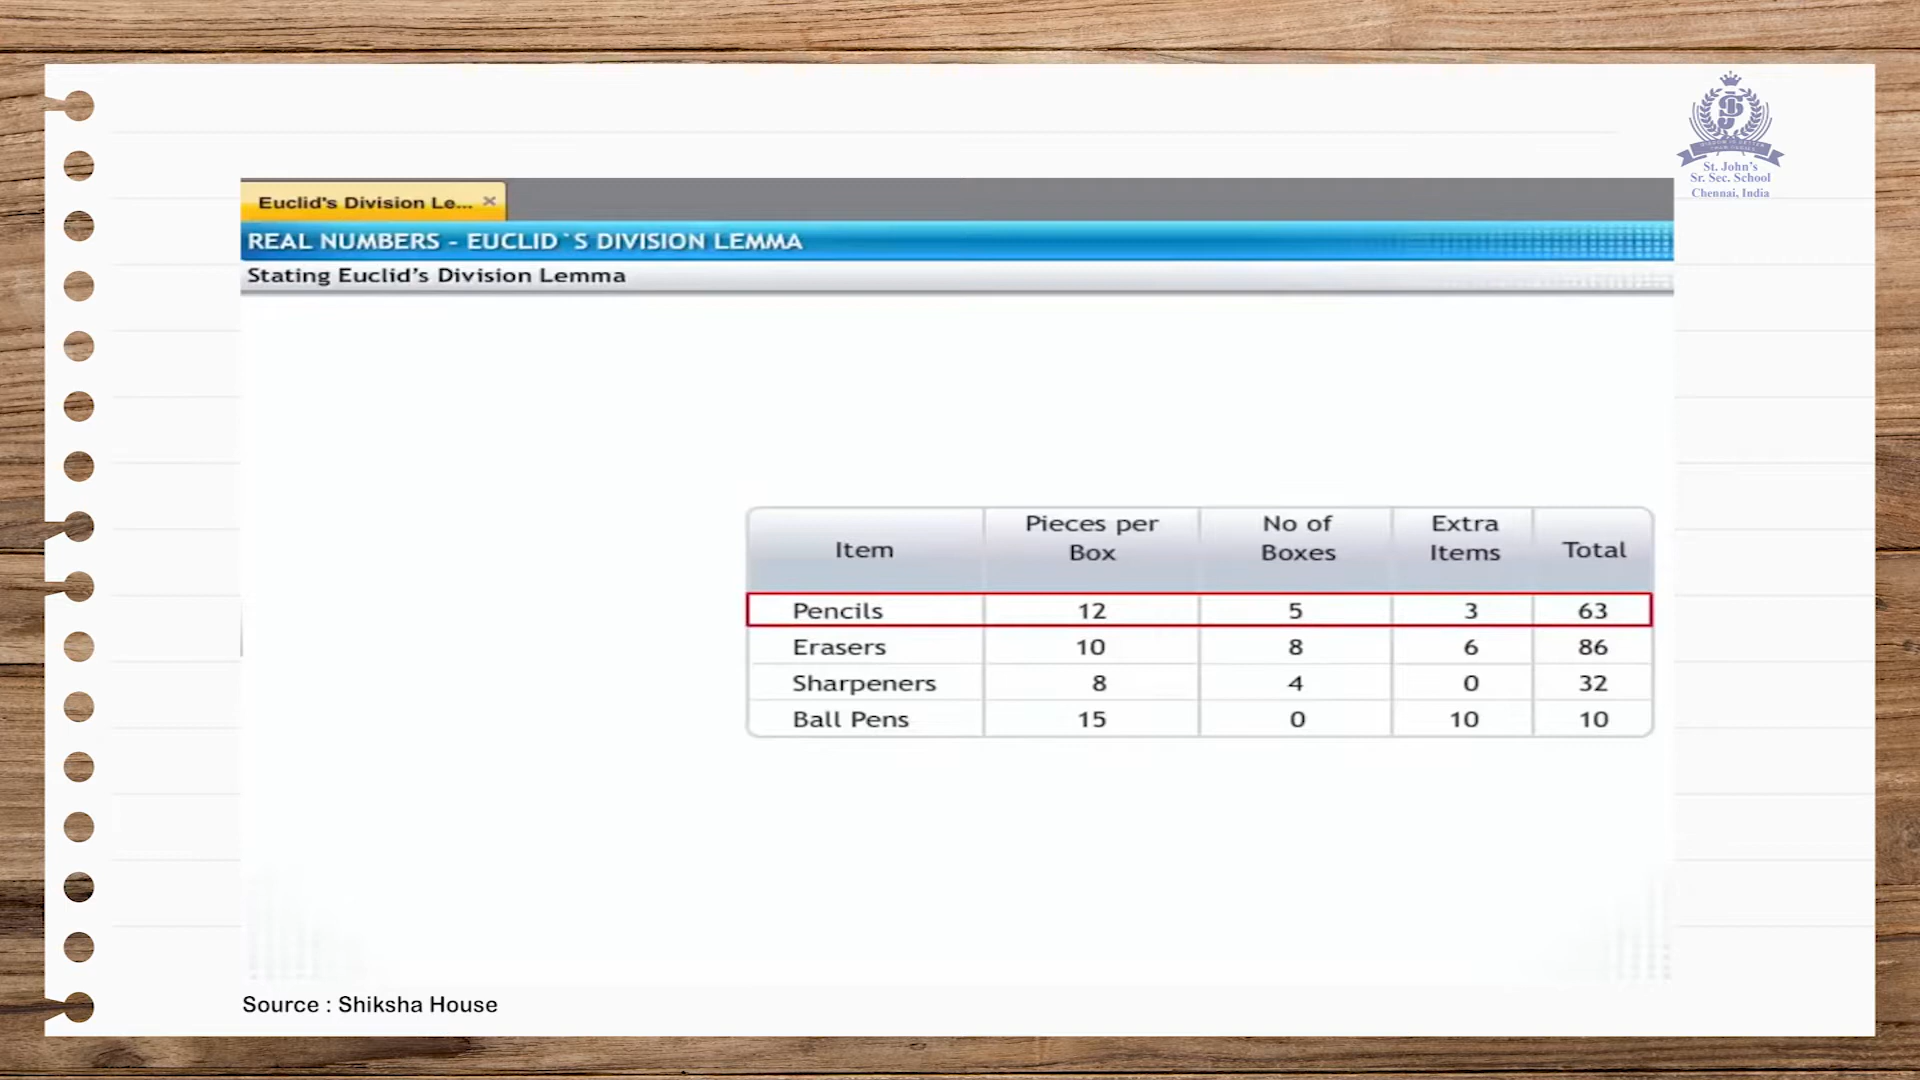 St. John's
Sr. Sec. School
Chennai, India
Euclid's Division Le... ×
REAL NUMBERS - EUCLID`S DIVISION LEMMA
Stating Euclid’s Division Lemma
Item Pieces per Box No of Boxes Extra Items Total
Pencils 12 5 3 63
Erasers 10 8 6 86
Sharpeners 8 4 0 32
Ball Pens 15 0 10 10
Source : Shiksha House